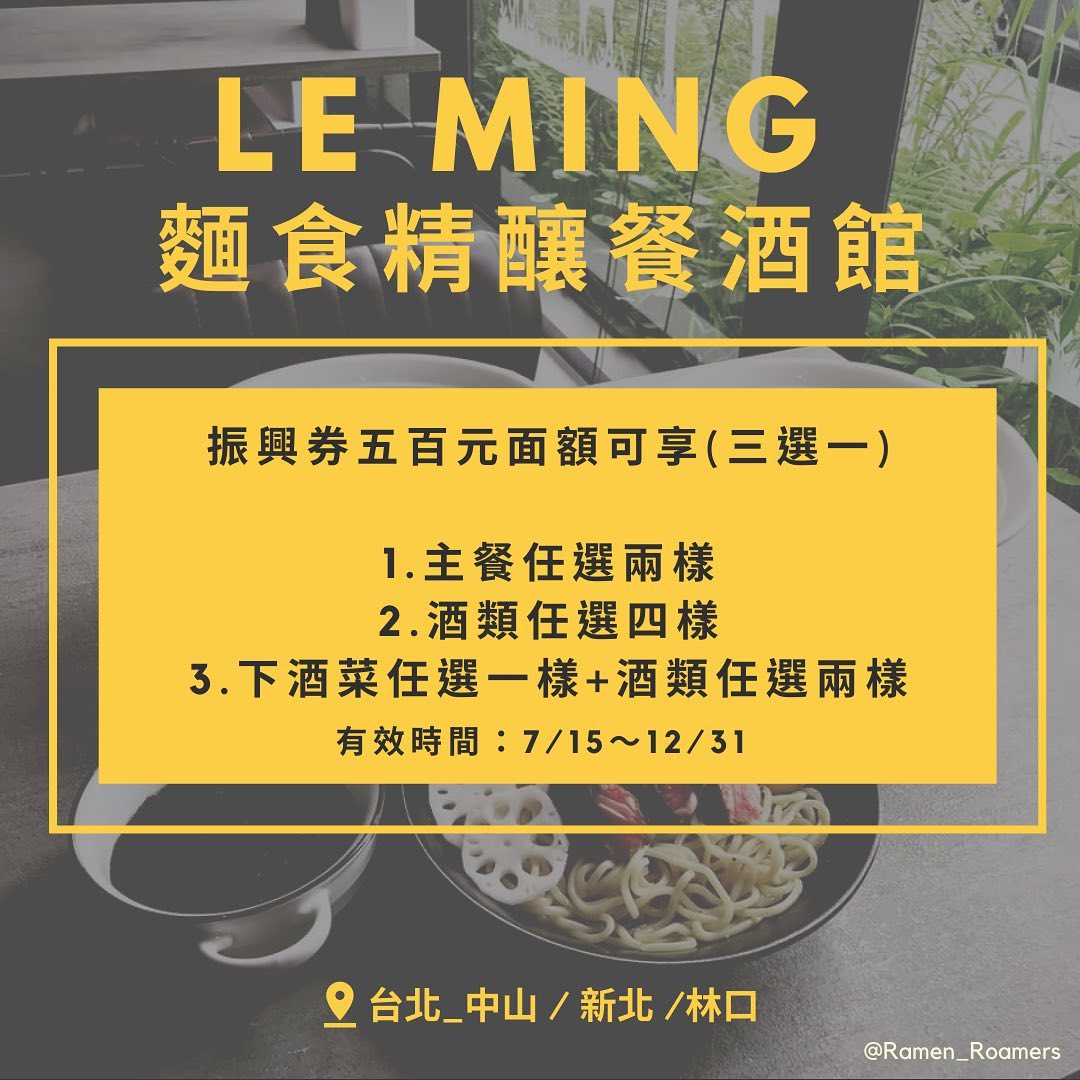 LE MING
麵食精釀餐酒館
振興券五百元面額可享(三選一)
1.主餐任選兩樣
2.酒類任選四樣
3.下酒菜任選一樣+酒類任選兩樣
有效時間：7/15～12/31
台北_中山 / 新北 /林口
@Ramen_Roamers